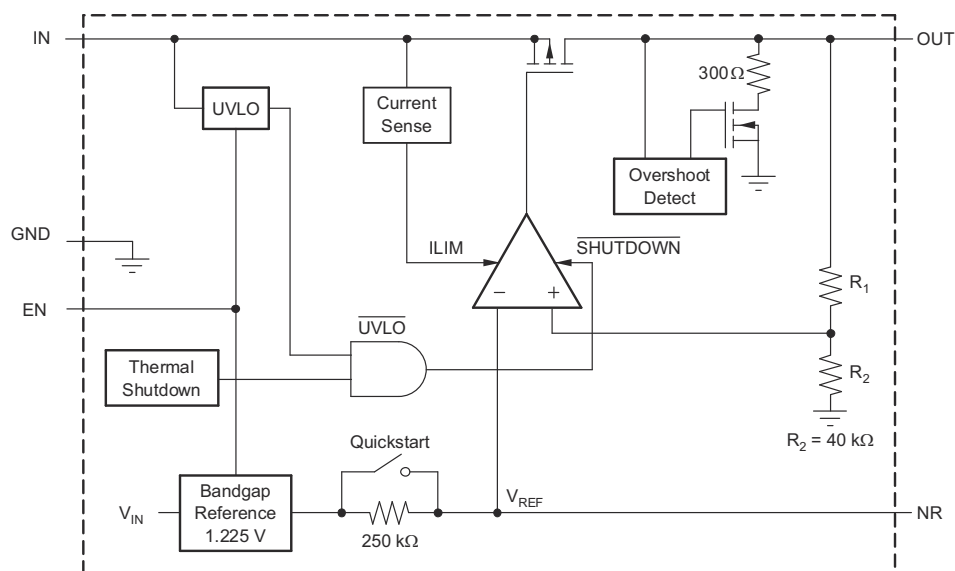 IN
OUT
300Ω
UVLO
Current
Sense
Overshoot
Detect
GND
ILIM
SHUTDOWN
− +
R1
EN
UVLO
Thermal
Shutdown
R2
R2 = 40 kΩ
Quickstart
VIN
Bandgap
Reference
1.225 V
VREF
NR
250 kΩ